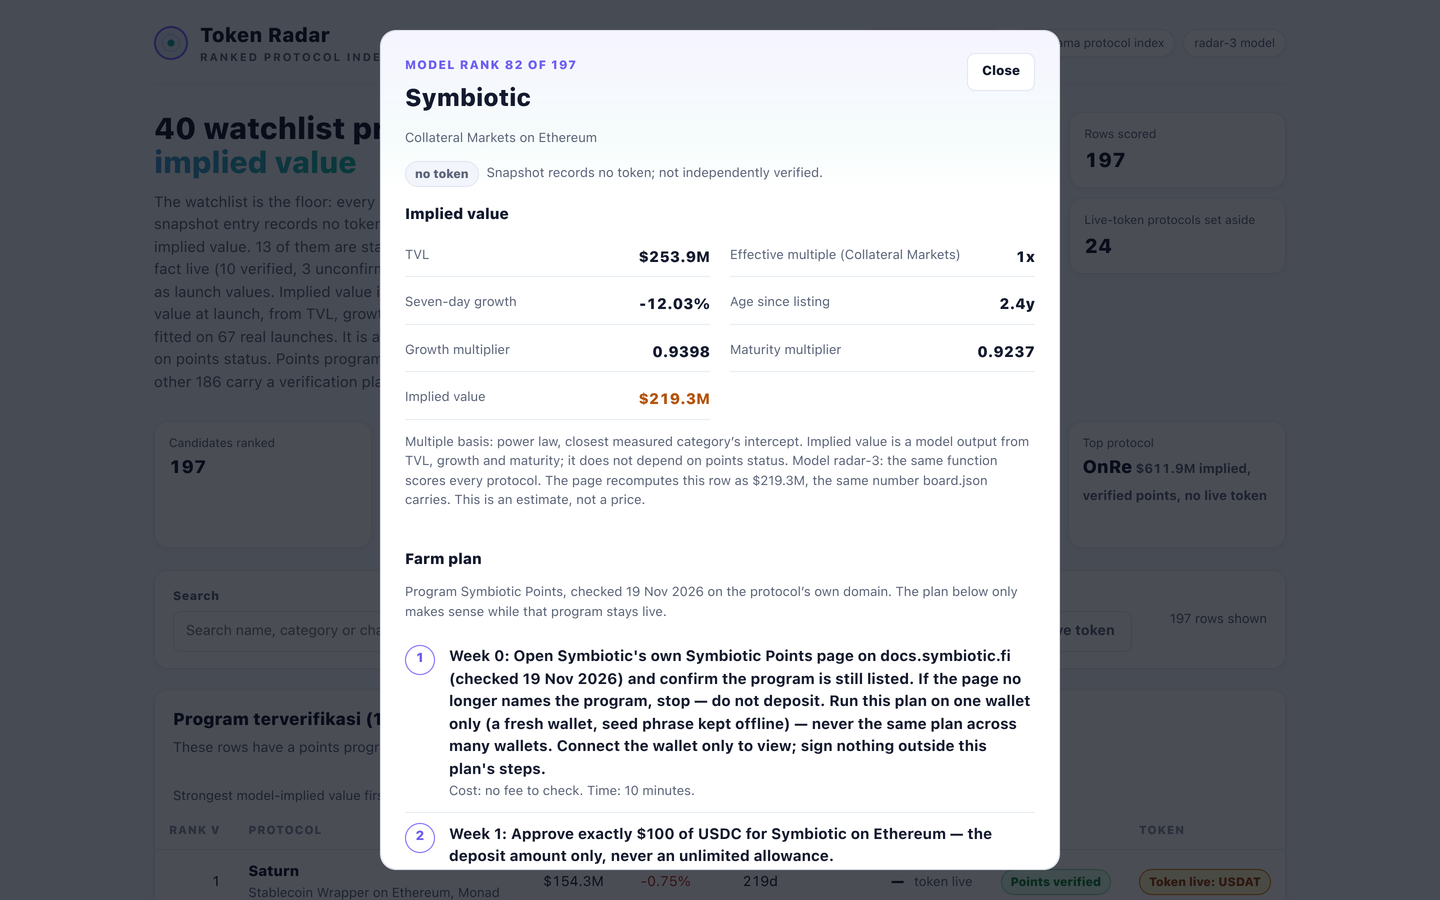 Token Radar
RANKED PROTOCOL INDE
ama protocol index
radar-3 model
40 watchlist pr
implied value
The watchlist is the floor: every
snapshot entry records no token
implied value. 13 of them are sta
fact live (10 verified, 3 unconfirm
as launch values. Implied value i
value at launch, from TVL, growt
fitted on 67 real launches. It is a
on points status. Points program
other 186 carry a verification pla
Rows scored
197
Live-token protocols set aside
24
Candidates ranked
197
Top protocol
OnRe $611.9M implied,
verified points, no live token
Search
Search name, category or cha
ve token
197 rows shown
Program terverifikasi (1
These rows have a points progr
Strongest model-implied value firs
RANK V
PROTOCOL
TOKEN
1
Saturn
Stablecoin Wrapper on Ethereum, Monad
$154.3M
-0.75%
219d
— token live
Points verified
Token live: USDAT
MODEL RANK 82 OF 197
Close
Symbiotic
Collateral Markets on Ethereum
no token
Snapshot records no token; not independently verified.
Implied value
TVL
$253.9M
Effective multiple (Collateral Markets)
1x
Seven-day growth
-12.03%
Age since listing
2.4y
Growth multiplier
0.9398
Maturity multiplier
0.9237
Implied value
$219.3M
Multiple basis: power law, closest measured category’s intercept. Implied value is a model output from
TVL, growth and maturity; it does not depend on points status. Model radar-3: the same function
scores every protocol. The page recomputes this row as $219.3M, the same number board.json
carries. This is an estimate, not a price.
Farm plan
Program Symbiotic Points, checked 19 Nov 2026 on the protocol’s own domain. The plan below only
makes sense while that program stays live.
1
Week 0: Open Symbiotic's own Symbiotic Points page on docs.symbiotic.fi
(checked 19 Nov 2026) and confirm the program is still listed. If the page no
longer names the program, stop — do not deposit. Run this plan on one wallet
only (a fresh wallet, seed phrase kept offline) — never the same plan across
many wallets. Connect the wallet only to view; sign nothing outside this
plan's steps.
Cost: no fee to check. Time: 10 minutes.
2
Week 1: Approve exactly $100 of USDC for Symbiotic on Ethereum — the
deposit amount only, never an unlimited allowance.